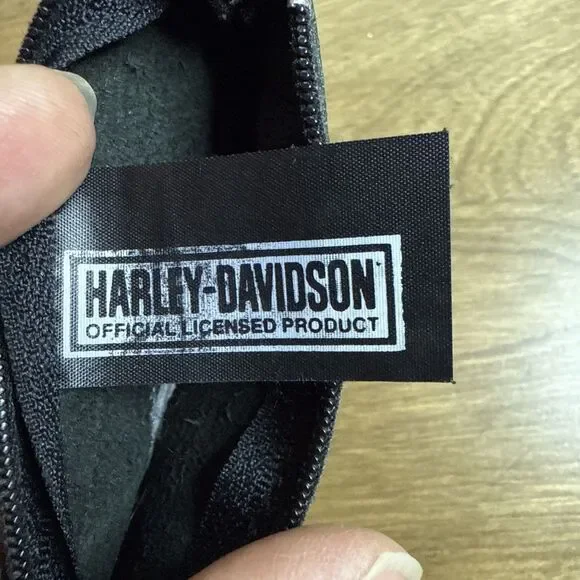 HARLEY-DAVIDSON
OFFICIAL LICENSED PRODUCT